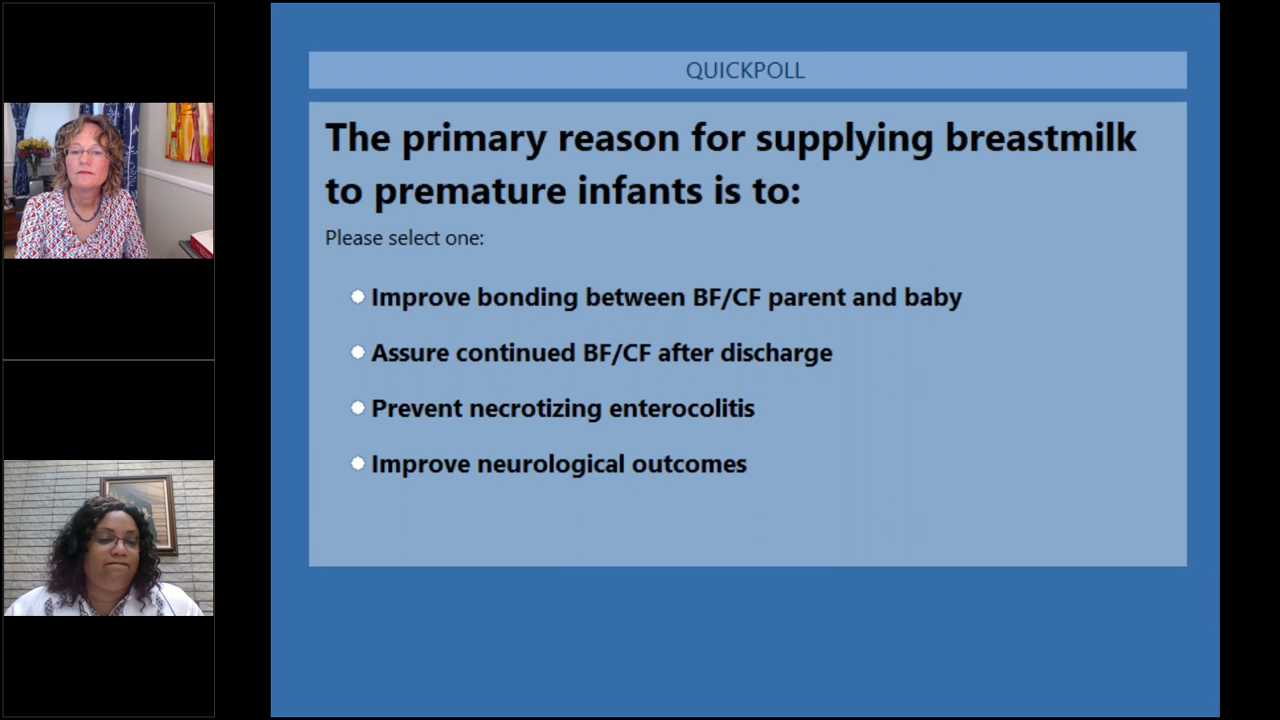 QUICKPOLL
The primary reason for supplying breastmilk
to premature infants is to:
Please select one:
Improve bonding between BF/CF parent and baby
Assure continued BF/CF after discharge
Prevent necrotizing enterocolitis
Improve neurological outcomes